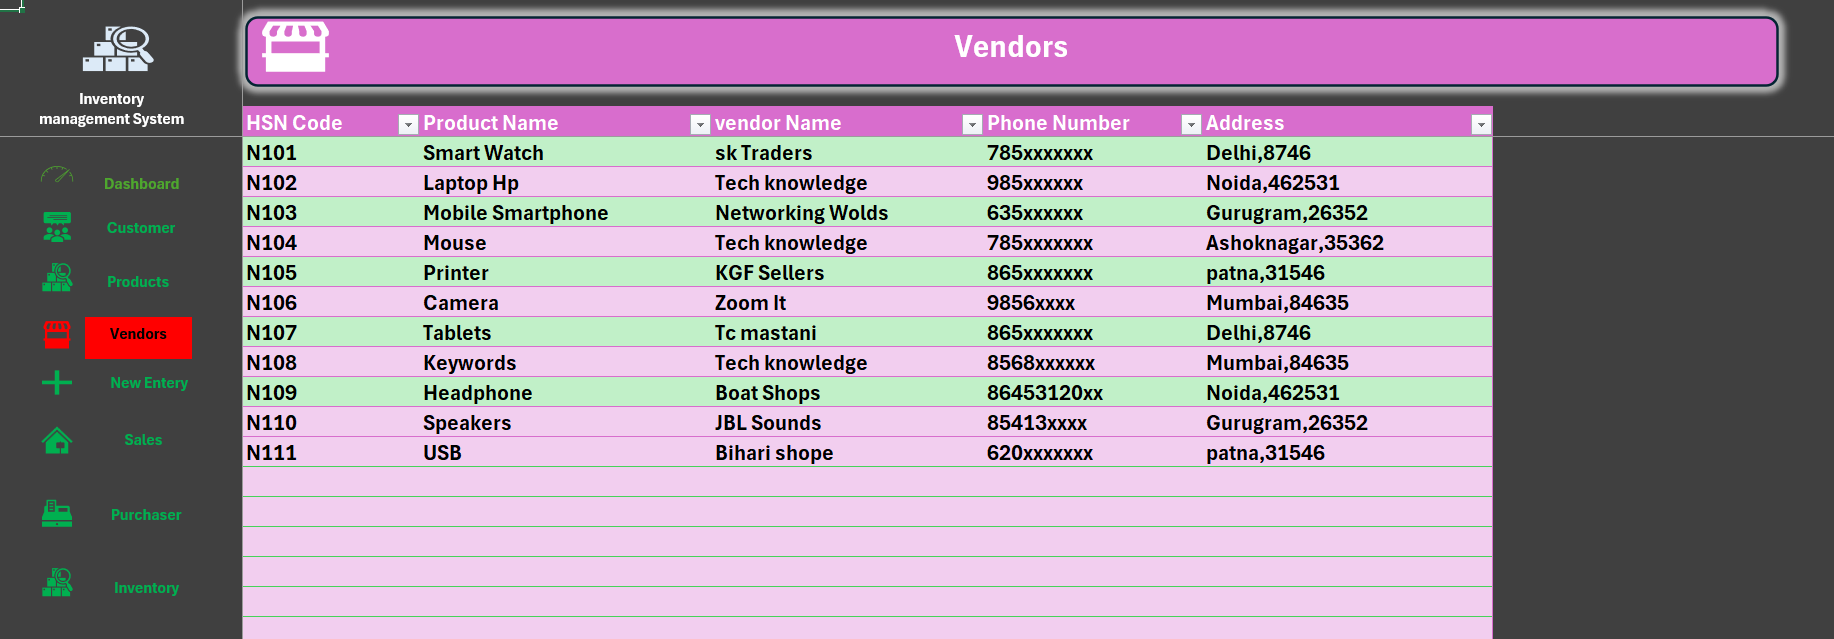 Inventory
management System
Vendors
HSN Code Product Name vendor Name Phone Number Address
N101 Smart Watch sk Traders 785xxxxxxx Delhi,8746
N102 Laptop Hp Tech knowledge 985xxxxxx Noida,462531
N103 Mobile Smartphone Networking Wolds 635xxxxxx Gurugram,26352
N104 Mouse Tech knowledge 785xxxxxxx Ashoknagar,35362
N105 Printer KGF Sellers 865xxxxxxx patna,31546
N106 Camera Zoom It 9856xxxx Mumbai,84635
N107 Tablets Tc mastani 865xxxxxxx Delhi,8746
N108 Keywords Tech knowledge 8568xxxxxx Mumbai,84635
N109 Headphone Boat Shops 86453120xx Noida,462531
N110 Speakers JBL Sounds 85413xxxx Gurugram,26352
N111 USB Bihari shope 620xxxxxxx patna,31546
Dashboard
Customer
Products
Vendors
New Entery
Sales
Purchaser
Inventory